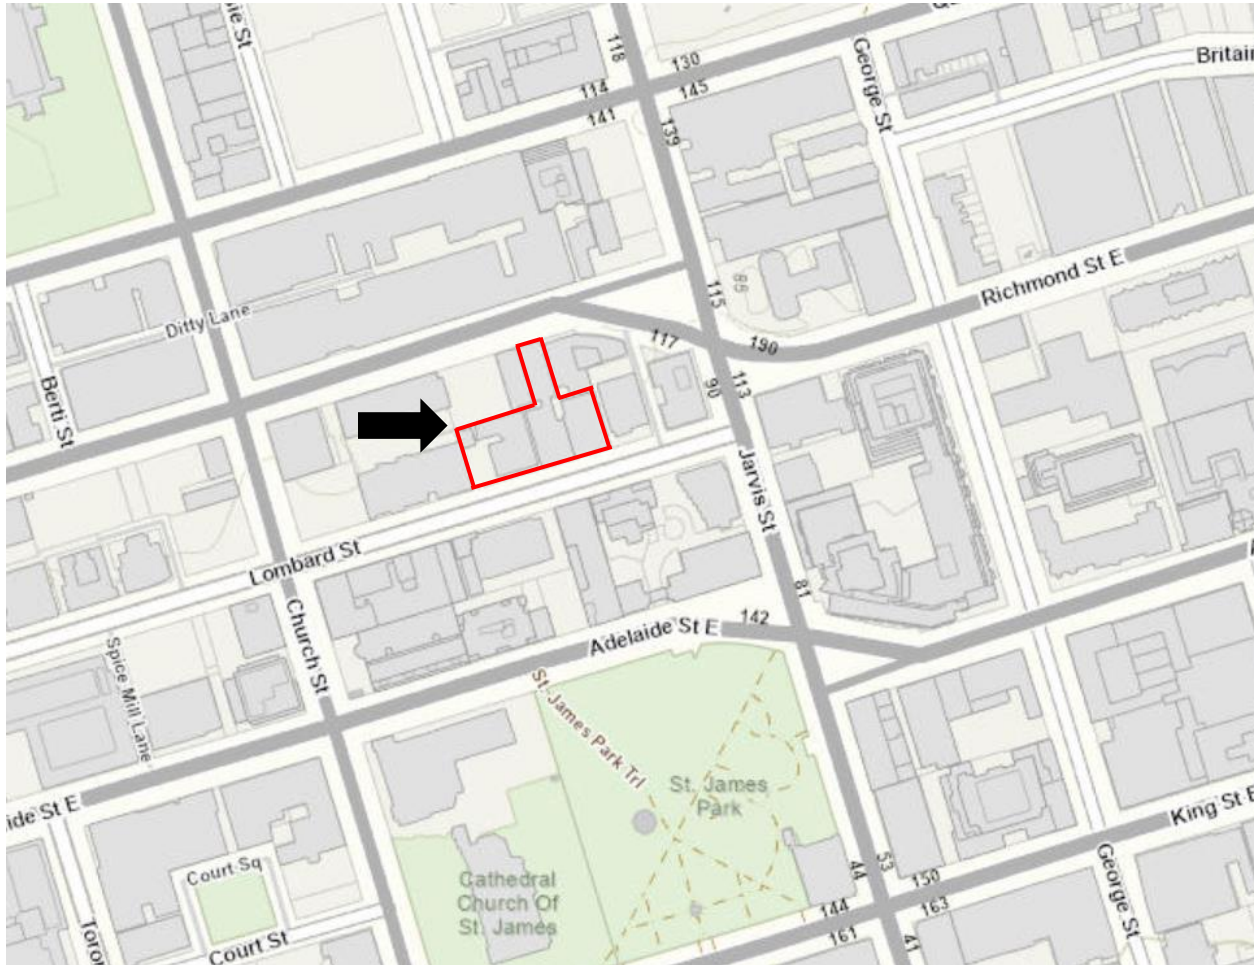 118
130
114
145
141
139
George St
Britain
Ditty Lane
Richmond St E
115
86
117
190
90
113
Berti St
Jarvis St
Lombard St
81
Church St
142
Adelaide St E
Spice Mill Lane
St. James Park Trl
St. James
Park
ide St E
King St E
Court Sq
44
53
150
George St
Cathedral
Church Of
St. James
144
163
161
41
Court St
Toro